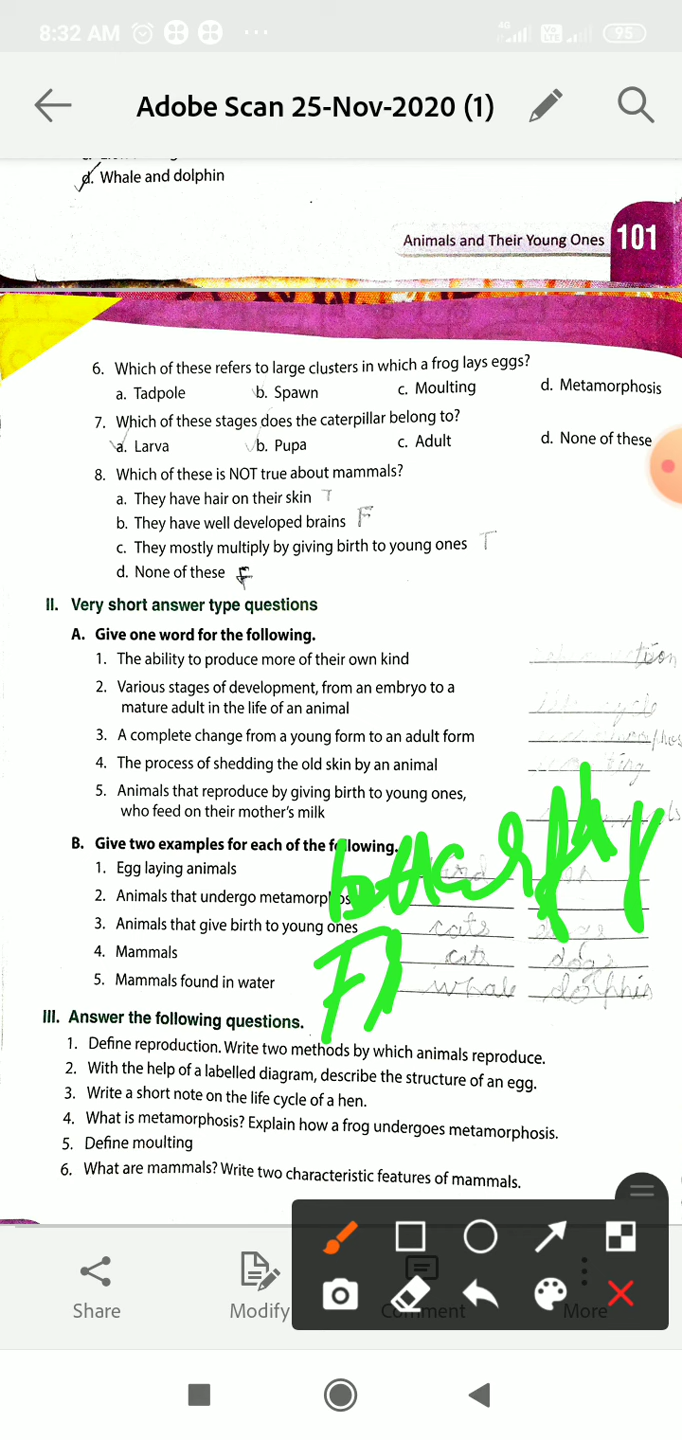 8:32 AM
4G Vo LTE 95
Adobe Scan 25-Nov-2020 (1)
d. Whale and dolphin
Animals and Their Young Ones 101
6. Which of these refers to large clusters in which a frog lays eggs?
a. Tadpole b. Spawn c. Moulting d. Metamorphosis
7. Which of these stages does the caterpillar belong to?
a. Larva b. Pupa c. Adult d. None of these
8. Which of these is NOT true about mammals?
a. They have hair on their skin T
b. They have well developed brains F
c. They mostly multiply by giving birth to young ones T
d. None of these F
II. Very short answer type questions
A. Give one word for the following.
1. The ability to produce more of their own kind
2. Various stages of development, from an embryo to a
mature adult in the life of an animal
3. A complete change from a young form to an adult form
4. The process of shedding the old skin by an animal
5. Animals that reproduce by giving birth to young ones,
who feed on their mother's milk
B. Give two examples for each of the following.
1. Egg laying animals
butterfly
2. Animals that undergo
3. Animals that give birth to young ones cats
4. Mammals cats dogs
5. Mammals found in water whale dolphis
III. Answer the following questions.
1. Define reproduction. Write two methods by which animals reproduce.
2. With the help of a labelled diagram, describe the structure of an egg.
3. Write a short note on the life cycle of a hen.
4. What is metamorphosis? Explain how a frog undergoes metamorphosis.
5. Define moulting
6. What are mammals? Write two characteristic features of mammals.
Share Modify Comment More